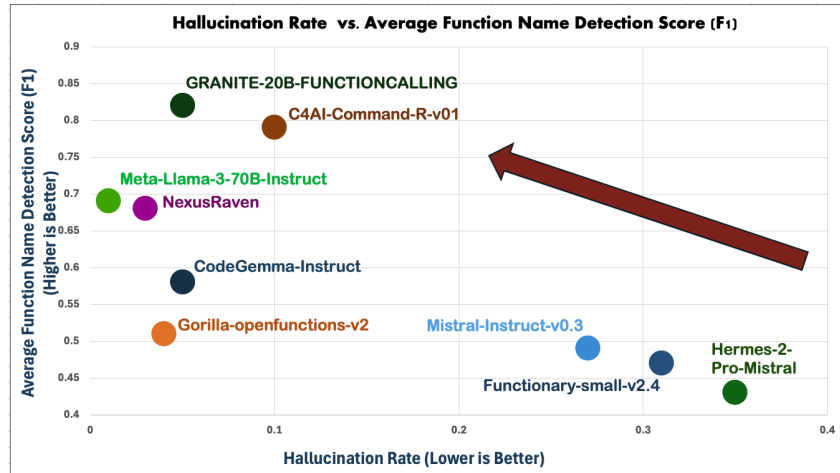 Hallucination Rate vs. Average Function Name Detection Score (F1)
Average Function Name Detection Score (F1)
(Higher is Better)
0.9
0.85
0.8
0.75
0.7
0.65
0.6
0.55
0.5
0.45
0.4
GRANITE-20B-FUNCTIONCALLING
C4AI-Command-R-v01
Meta-Llama-3-70B-Instruct
NexusRaven
CodeGemma-Instruct
Gorilla-openfunctions-v2
Mistral-Instruct-v0.3
Hermes-2-
Pro-Mistral
Functionary-small-v2.4
0
0.1
0.2
0.3
0.4
Hallucination Rate (Lower is Better)